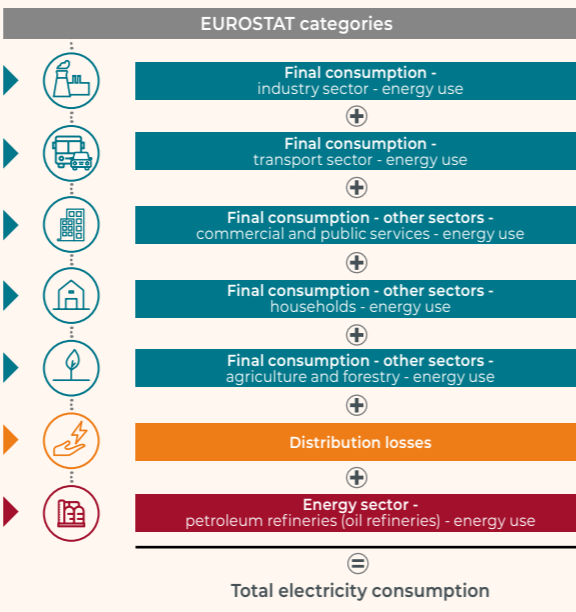 EUROSTAT categories
Final consumption -
industry sector - energy use
+
Final consumption -
transport sector - energy use
+
Final consumption - other sectors -
commercial and public services - energy use
+
Final consumption - other sectors -
households - energy use
+
Final consumption - other sectors -
agriculture and forestry - energy use
+
Distribution losses
+
Energy sector -
petroleum refineries (oil refineries) - energy use
=
Total electricity consumption